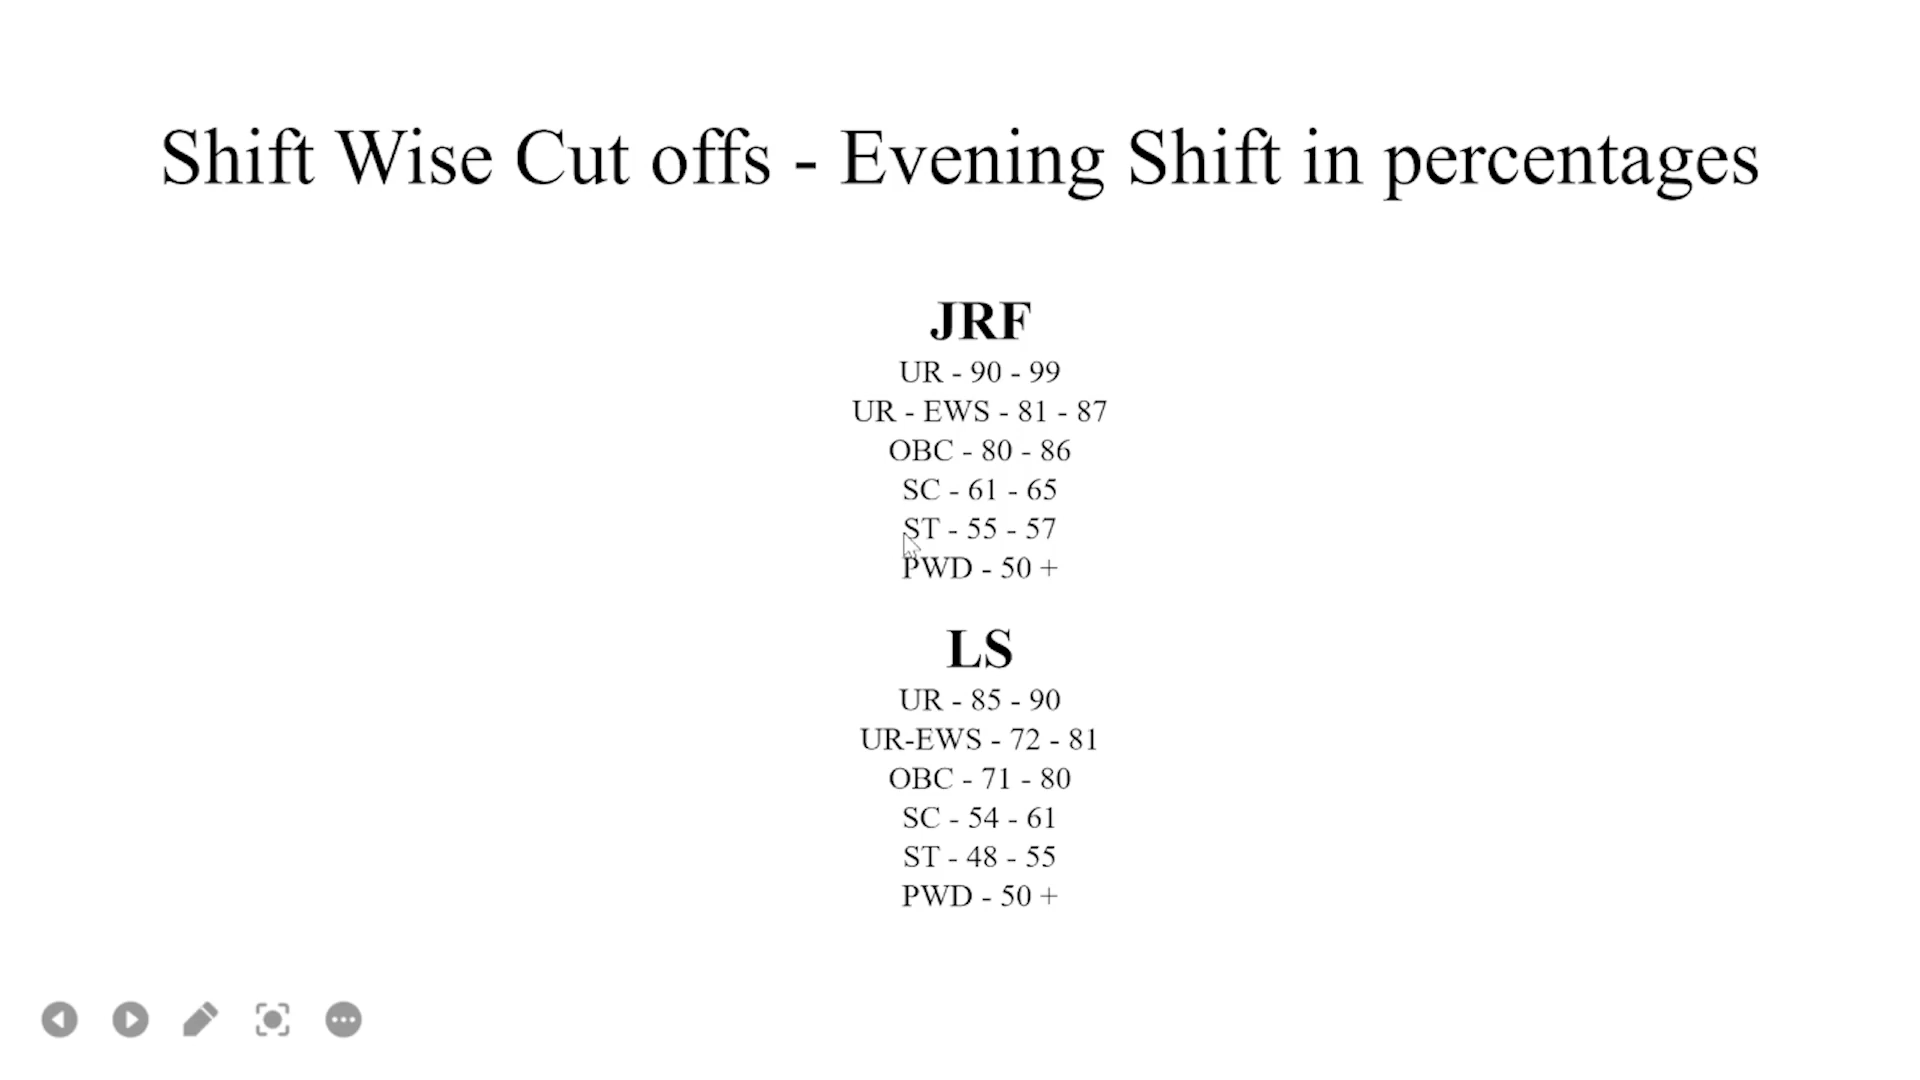 Shift Wise Cut offs - Evening Shift in percentages
JRF
UR - 90 - 99
UR - EWS - 81 - 87
OBC - 80 - 86
SC - 61 - 65
ST - 55 - 57
PWD - 50 +
LS
UR - 85 - 90
UR-EWS - 72 - 81
OBC - 71 - 80
SC - 54 - 61
ST - 48 - 55
PWD - 50 +